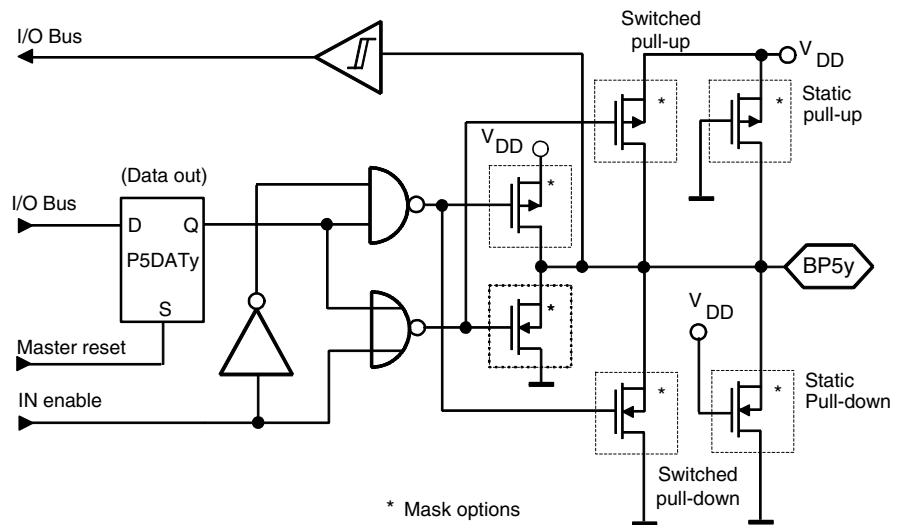 I/O Bus
Switched
pull-up
V
DD
Static
pull-up
*
*
V
DD
*
(Data out)
I/O Bus
D
Q
P5DATy
S
BP5y
Master reset
IN enable
*
V
DD
*
*
Static
Pull-down
Switched
pull-down
* Mask options